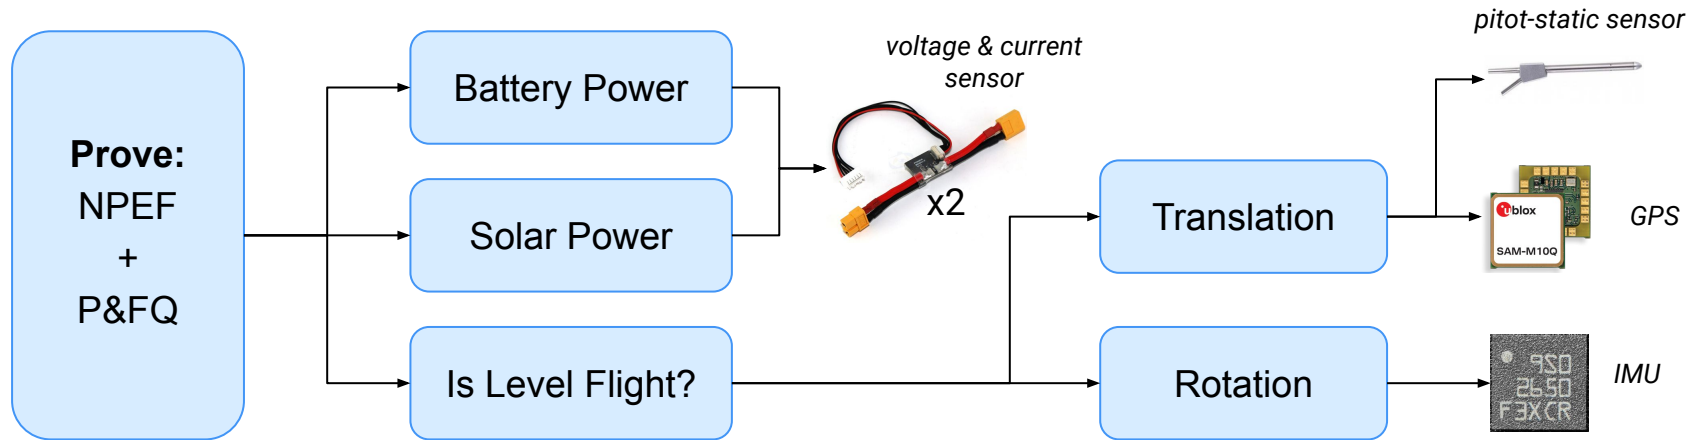 Prove:
NPEF
+
P&FQ
Battery Power
Solar Power
Is Level Flight?
voltage & current
sensor
x2
Translation
Rotation
pitot-static sensor
ublox
SAM-M10Q
GPS
950
2650
F3XCR
IMU